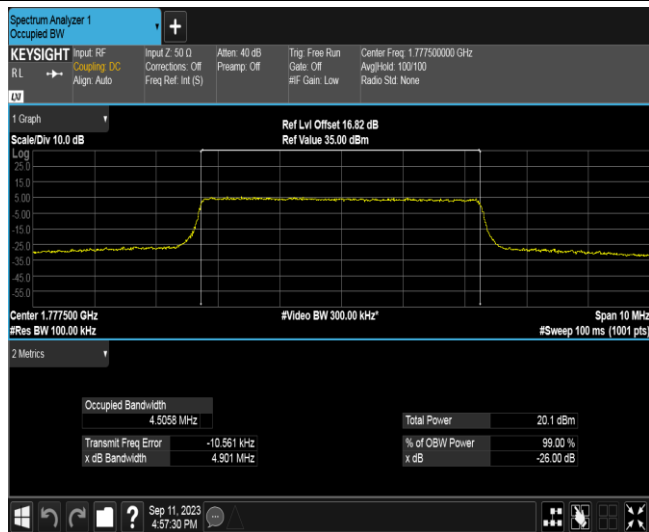 Spectrum Analyzer 1
Occupied BW
+
KEYSIGHT
RL
LXI
Input: RF
Coupling: DC
Align: Auto
Input Z: 50 Ω
Corrections: Off
Freq Ref: Int (S)
Atten: 40 dB
Preamp: Off
Trig: Free Run
Gate: Off
#IF Gain: Low
Center Freq: 1.777500000 GHz
Avg|Hold: 100/100
Radio Std: None
1 Graph
Scale/Div 10.0 dB
Ref Lvl Offset 16.82 dB
Ref Value 35.00 dBm
Log
25.0
15.0
5.00
-5.00
-15.0
-25.0
-35.0
-45.0
-55.0
Center 1.777500 GHz
#Res BW 100.00 kHz
#Video BW 300.00 kHz*
Span 10 MHz
#Sweep 100 ms (1001 pts)
2 Metrics
Occupied Bandwidth
4.5058 MHz
Transmit Freq Error -10.561 kHz
x dB Bandwidth 4.901 MHz
Total Power 20.1 dBm
% of OBW Power 99.00 %
x dB -26.00 dB
?
Sep 11, 2023
4:57:30 PM